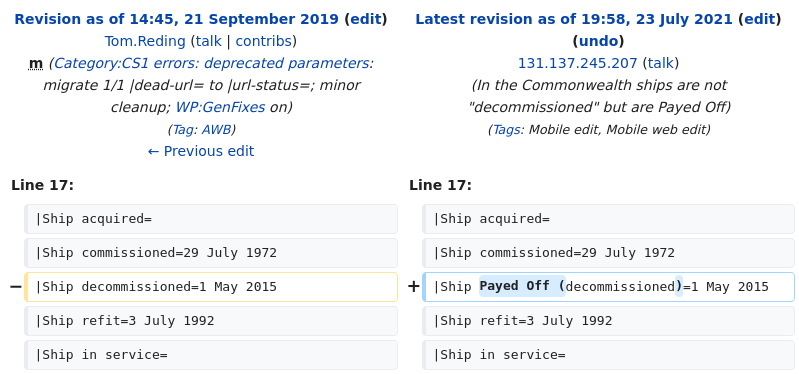 Revision as of 14:45, 21 September 2019 (edit)
Tom.Reding (talk | contribs)
m (Category:CS1 errors: deprecated parameters:
migrate 1/1 |dead-url= to |url-status=; minor
cleanup; WP:GenFixes on)
(Tag: AWB)
← Previous edit
Latest revision as of 19:58, 23 July 2021 (edit)
(undo)
131.137.245.207 (talk)
(In the Commonwealth ships are not
"decommissioned" but are Payed Off)
(Tags: Mobile edit, Mobile web edit)
Line 17:
|Ship acquired=
|Ship commissioned=29 July 1972
− |Ship decommissioned=1 May 2015
|Ship refit=3 July 1992
|Ship in service=
Line 17:
|Ship acquired=
|Ship commissioned=29 July 1972
+ |Ship Payed Off (decommissioned)=1 May 2015
|Ship refit=3 July 1992
|Ship in service=